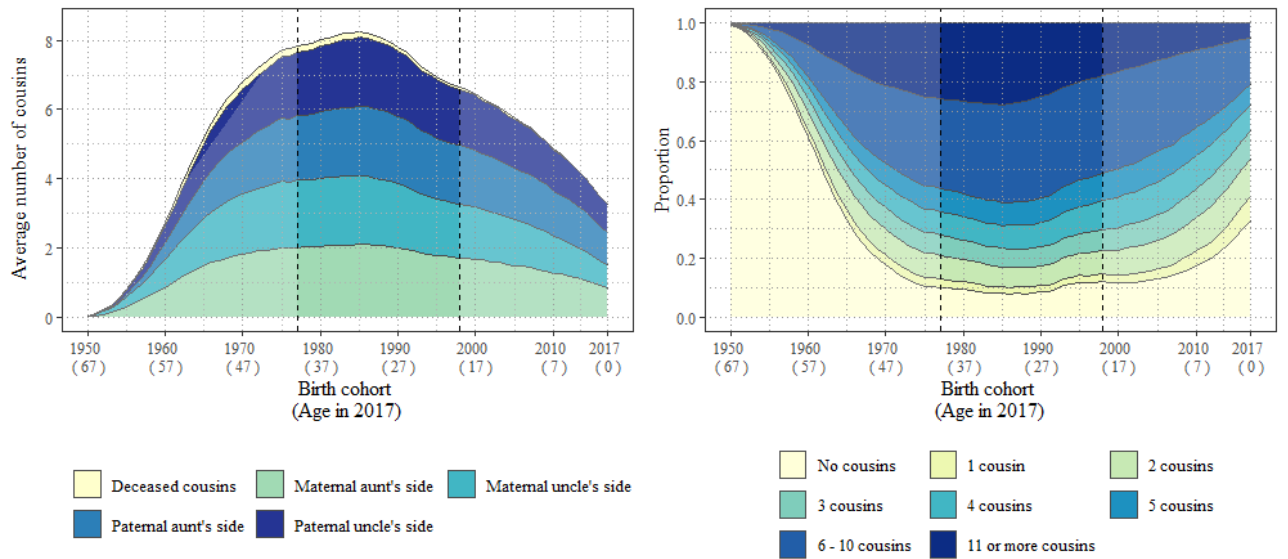 Average number of cousins
8
6
4
2
0
1950 1960 1970 1980 1990 2000 2010 2017
( 67 ) ( 57 ) ( 47 ) ( 37 ) ( 27 ) ( 17 ) ( 7 ) ( 0 )
Birth cohort
(Age in 2017)
Deceased cousins Maternal aunt's side Maternal uncle's side
Paternal aunt's side Paternal uncle's side
Proportion
1.0
0.8
0.6
0.4
0.2
0.0
1950 1960 1970 1980 1990 2000 2010 2017
( 67 ) ( 57 ) ( 47 ) ( 37 ) ( 27 ) ( 17 ) ( 7 ) ( 0 )
Birth cohort
(Age in 2017)
No cousins 1 cousin 2 cousins
3 cousins 4 cousins 5 cousins
6 - 10 cousins 11 or more cousins